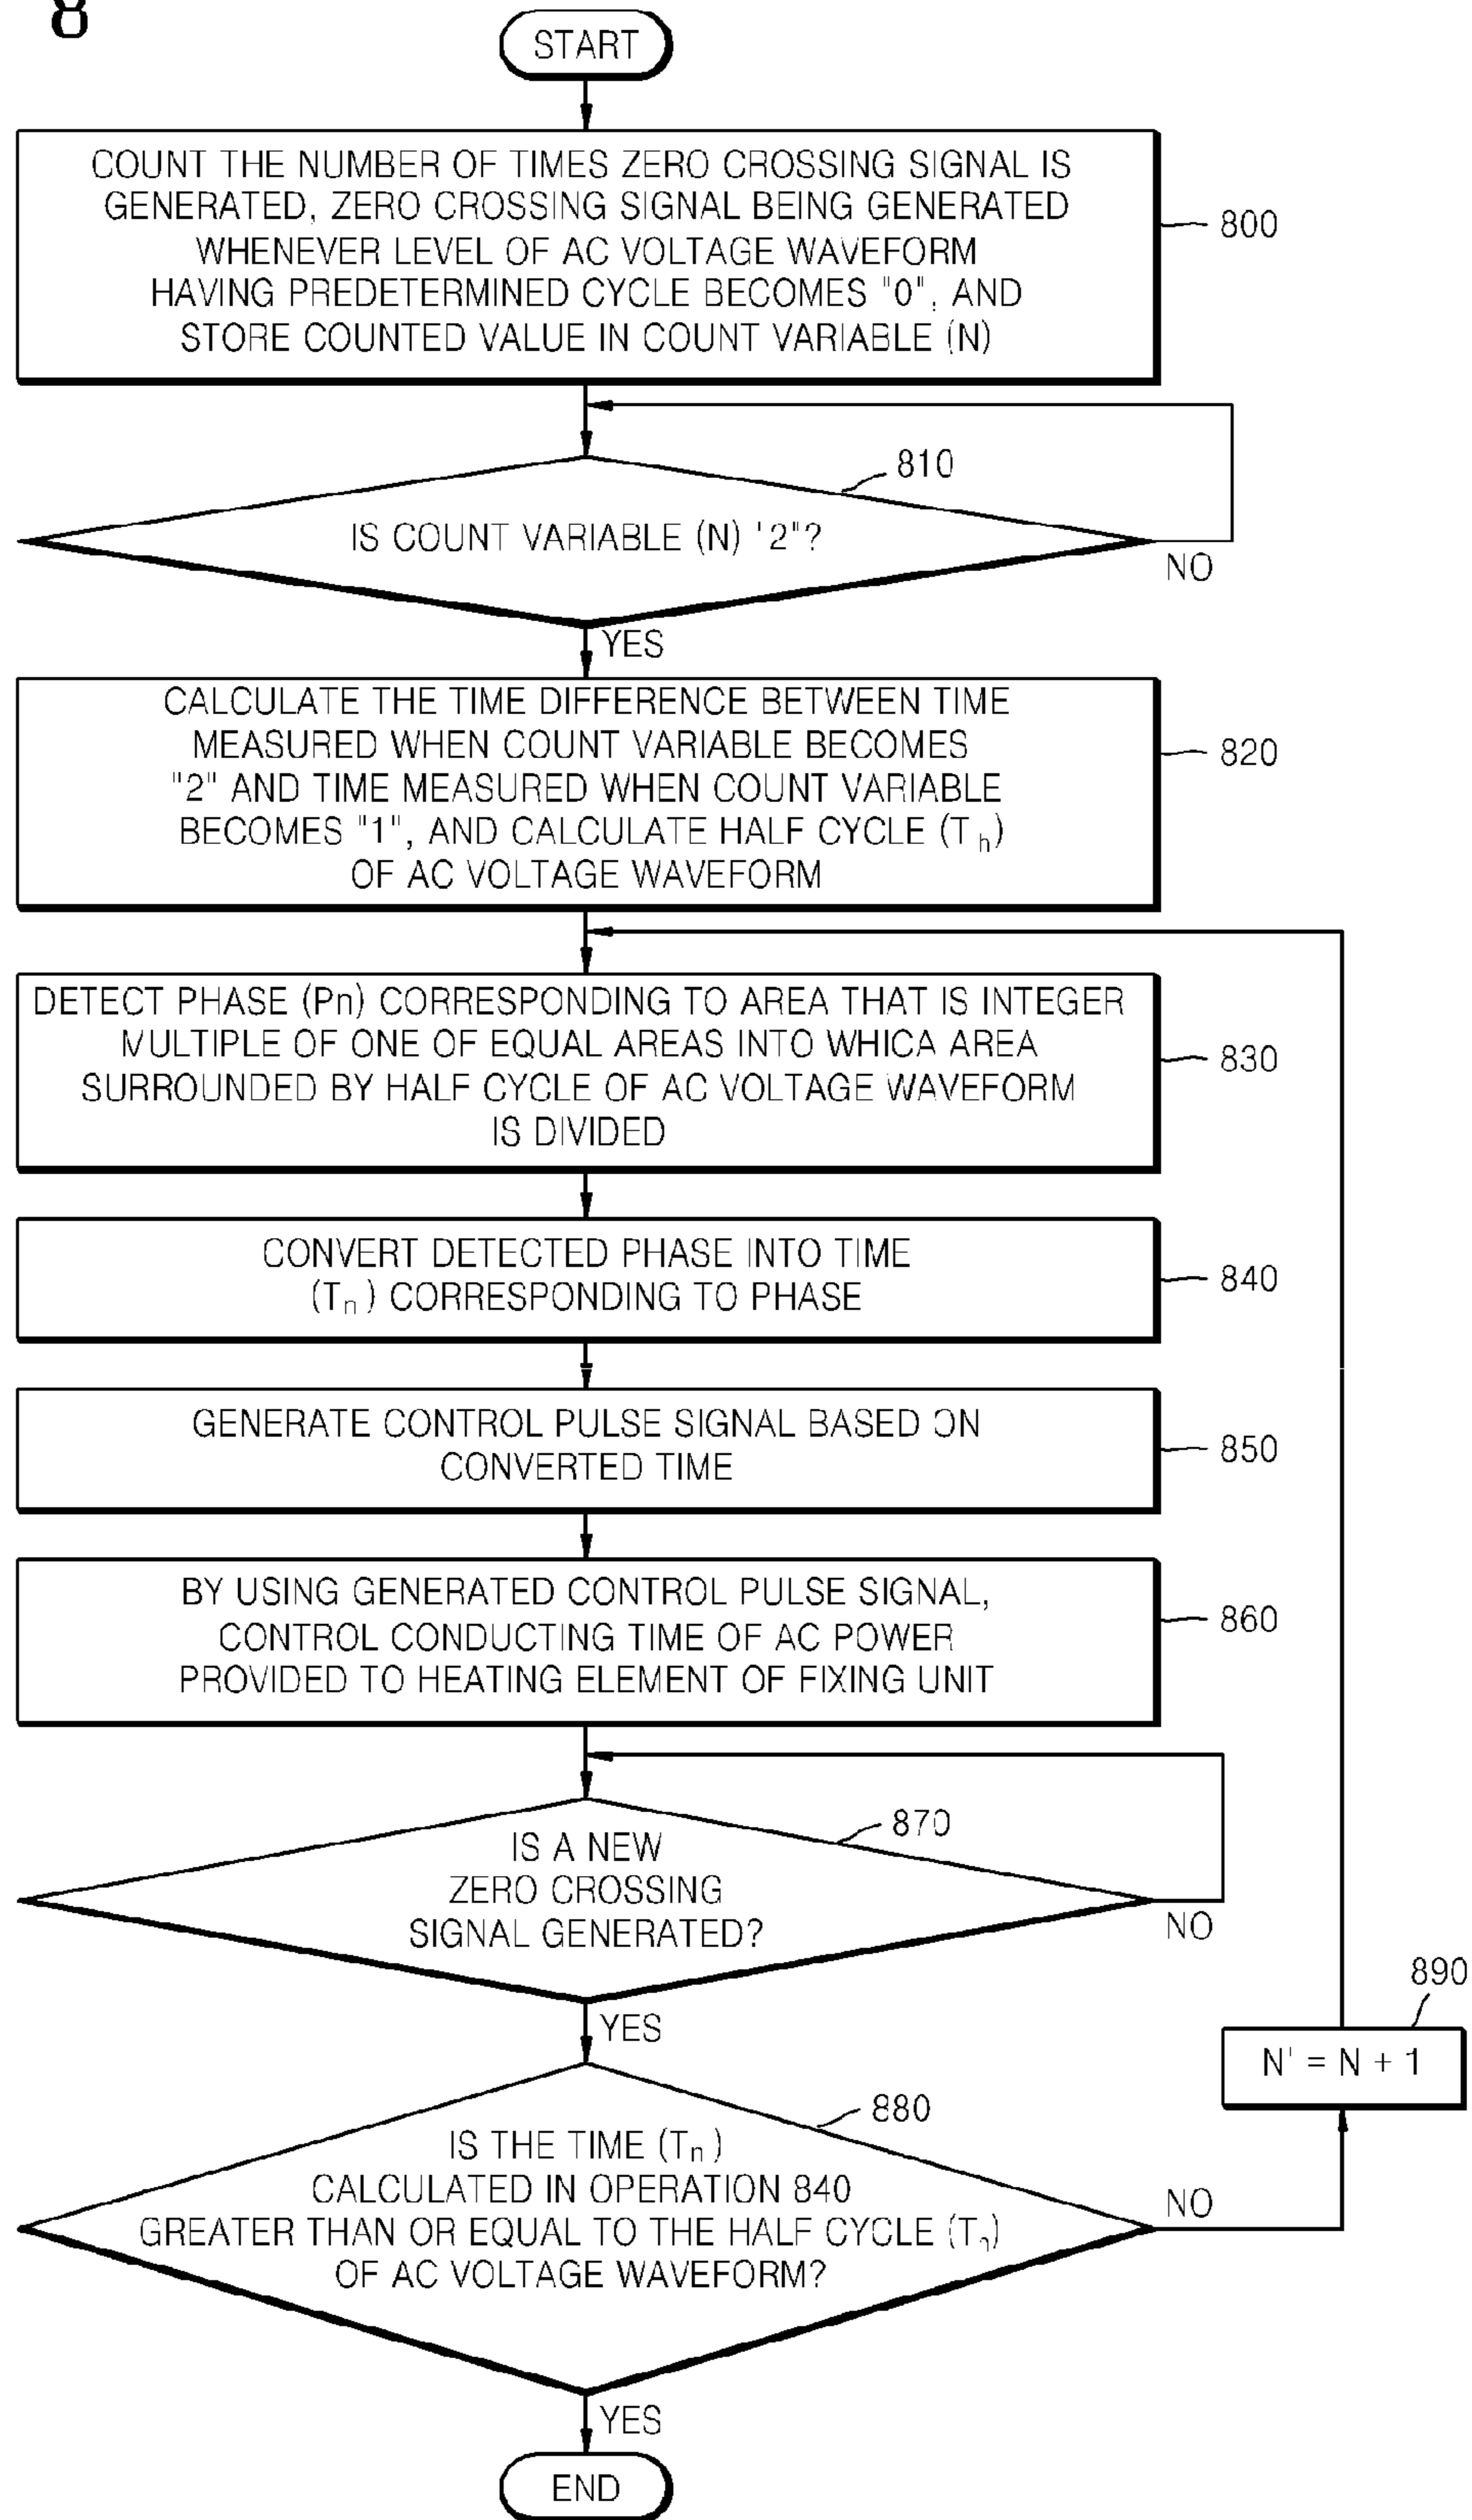 8
START
COUNT THE NUMBER OF TIMES ZERO CROSSING SIGNAL IS
GENERATED, ZERO CROSSING SIGNAL BEING GENERATED
WHENEVER LEVEL OF AC VOLTAGE WAVEFORM
HAVING PREDETERMINED CYCLE BECOMES "0", AND
STORE COUNTED VALUE IN COUNT VARIABLE (N)
800
810
IS COUNT VARIABLE (N) '2"?
NO
YES
CALCULATE THE TIME DIFFERENCE BETWEEN TIME
MEASURED WHEN COUNT VARIABLE BECOMES
"2" AND TIME MEASURED WHEN COUNT VARIABLE
BECOMES "1", AND CALCULATE HALF CYCLE (Th)
OF AC VOLTAGE WAVEFORM
820
DETECT PHASE (Pn) CORRESPONDING TO AREA THAT IS INTEGER
MULTIPLE OF ONE OF EQUAL AREAS INTO WHICA AREA
SURROUNDED BY HALF CYCLE OF AC VOLTAGE WAVEFORM
IS DIVIDED
830
CONVERT DETECTED PHASE INTO TIME
(Tn) CORRESPONDING TO PHASE
840
GENERATE CONTROL PULSE SIGNAL BASED ON
CONVERTED TIME
850
BY USING GENERATED CONTROL PULSE SIGNAL,
CONTROL CONDUCTING TIME OF AC POWER
PROVIDED TO HEATING ELEMENT OF FIXING UNIT
860
870
IS A NEW
ZERO CROSSING
SIGNAL GENERATED?
NO
YES
890
N' = N + 1
880
IS THE TIME (Tn)
CALCULATED IN OPERATION 840
GREATER THAN OR EQUAL TO THE HALF CYCLE (Th)
OF AC VOLTAGE WAVEFORM?
NO
YES
END